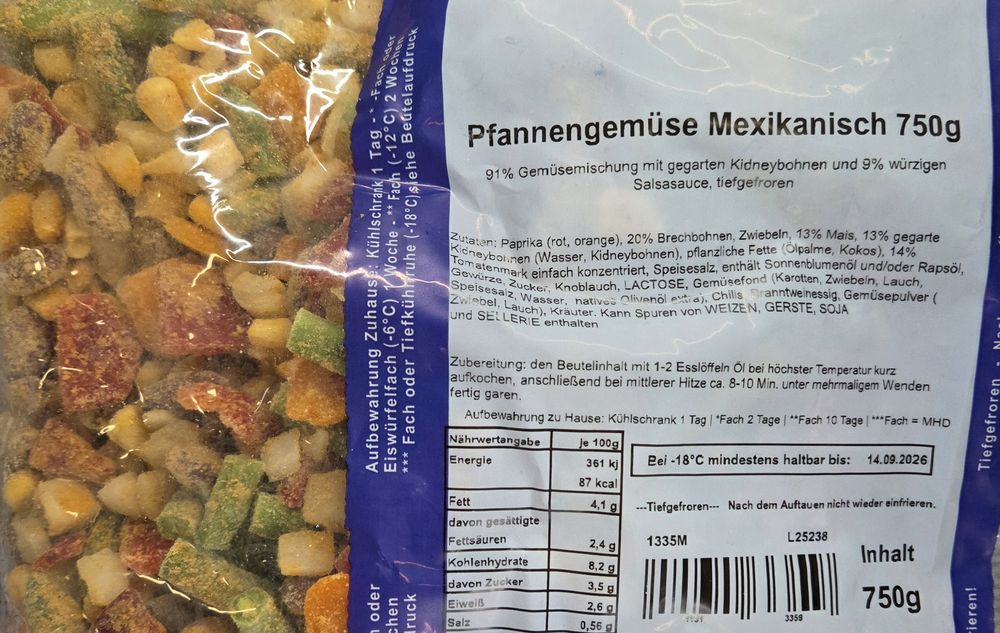 Aufbewahrung Zuhause: Kühlschrank 1 Tag - * -Fach oder
Eiswürfelfach (-6°C) 1 Woche - ** Fach (-12°C) 2 Wochen
*** Fach oder Tiefkühltruhe (-18°C)siehe Beutelaufdruck
Pfannengemüse Mexikanisch 750g
91% Gemüsemischung mit gegarten Kidneybohnen und 9% würzigen
Salsasauce, tiefgefroren
Zutaten: Paprika (rot, orange), 20% Brechbohnen, Zwiebeln, 13% Mais, 13% gegarte
Kidneybohnen (Wasser, Kidneybohnen), pflanzliche Fette (Ölpalme, Kokos), 14%
Tomatenmark einfach konzentriert, Speisesalz, enthält Sonnenblumenöl und/oder Rapsöl,
Gewürze, Zucker, Knoblauch, LACTOSE, Gemüsefond (Karotten, Zwiebeln, Lauch,
Speisesalz, Wasser, natives Olivenöl extra), Chilis, Branntweinessig, Gemüsepulver (
Zwiebel, Lauch), Kräuter. Kann Spuren von WEIZEN, GERSTE, SOJA
und SELLERIE enthalten
Zubereitung: den Beutelinhalt mit 1-2 Esslöffeln Öl bei höchster Temperatur kurz
aufkochen, anschließend bei mittlerer Hitze ca. 8-10 Min. unter mehrmaligem Wenden
fertig garen.
Aufbewahrung zu Hause: Kühlschrank 1 Tag | *Fach 2 Tage | **Fach 10 Tage | ***Fach = MHD
Nährwertangabe je 100g
Energie 361 kj
87 kcal
Fett 4,1 g
davon gesättigte
Fettsäuren 2,4 g
Kohlenhydrate 8,2 g
davon Zucker 3,5 g
Eiweiß 2,6 g
Salz 0,56 g
Bei -18°C mindestens haltbar bis: 14.09.2026
---Tiefgefroren--- Nach dem Auftauen nicht wieder einfrieren.
1335M L25238
Inhalt
750g
3359
oder
chen
druck
Tiefgefroren -
rieren!